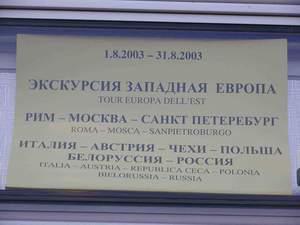 1.8.2003 – 31.8.2003
ЭКСКУРСИЯ ЗАПАДНАЯ ЕВРОПА
TOUR EUROPA DELL'EST
РИМ – МОСКВА – САНКТ ПЕТЕРЕБУРГ
ROMA – MOSCA – SANPIETROBURGO
ИТАЛИЯ – АВСТРИЯ – ЧЕХИ – ПОЛЬША
БЕЛОРУССИЯ – РОССИЯ
ITALIA – AUSTRIA – REPUBLICA CECA – POLONIA
BIELORUSSIA – RUSSIA